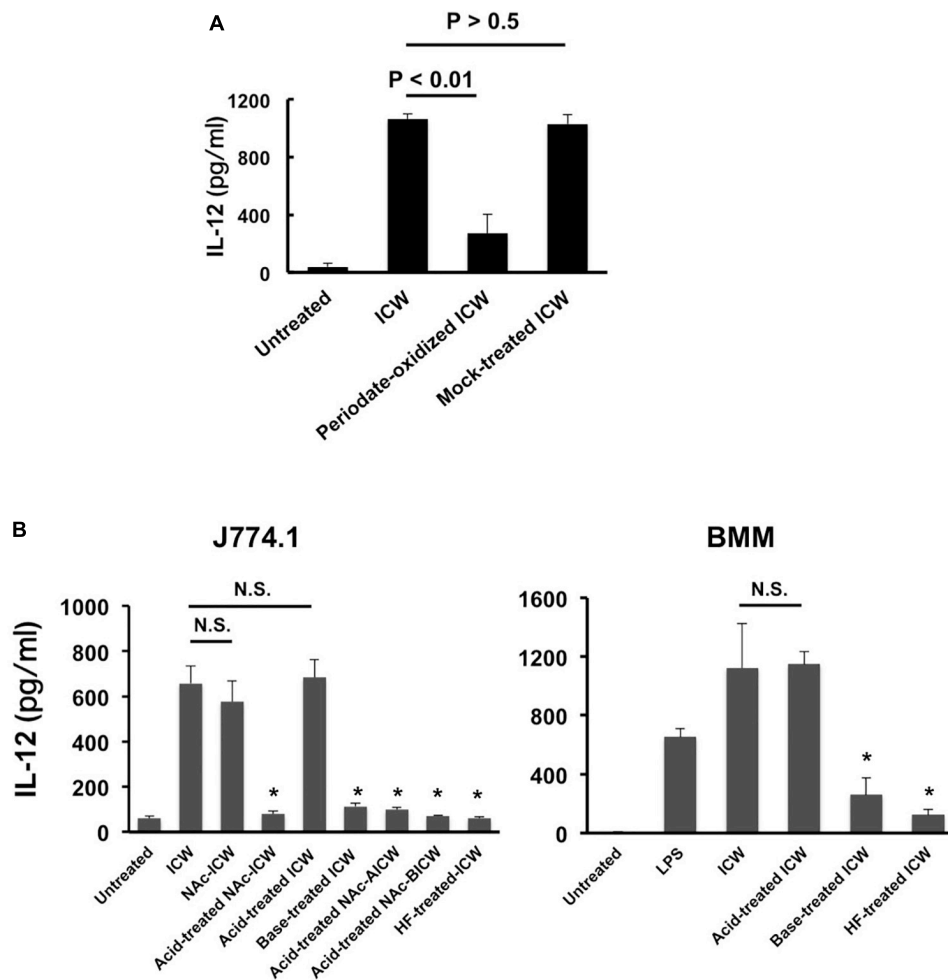 A
P > 0.5
P < 0.01
IL-12 (pg/ml)
1200
800
400
0
Untreated
ICW
Periodate-oxidized ICW
Mock-treated ICW
B
J774.1
N.S.
N.S.
IL-12 (pg/ml)
1000
800
600
400
200
0
*
*
*
*
*
Untreated
ICW
NAc-ICW
Acid-treated NAc-ICW
Acid-treated ICW
Base-treated ICW
Acid-treated NAc-AICW
Acid-treated NAc-BICW
HF-treated-ICW
BMM
N.S.
1600
1200
800
400
0
*
*
Untreated
LPS
ICW
Acid-treated ICW
Base-treated ICW
HF-treated ICW